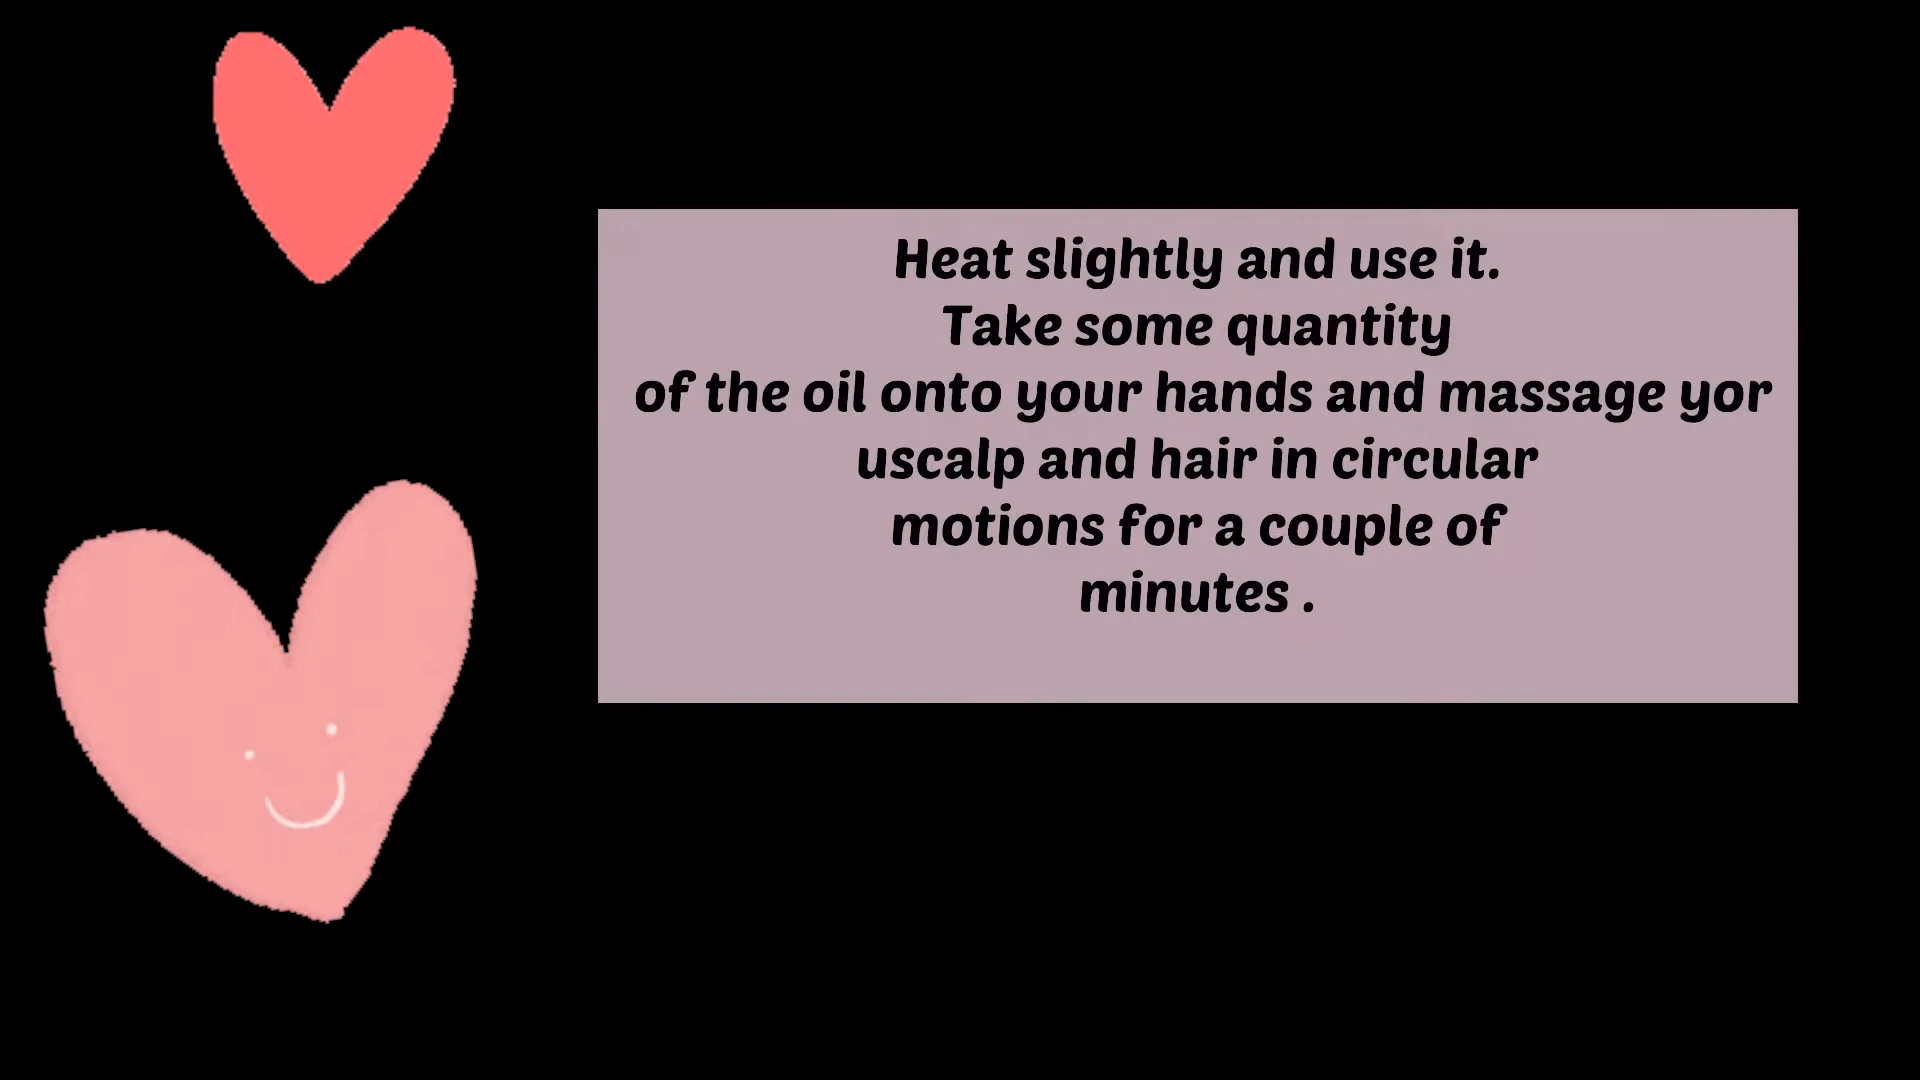 Heat slightly and use it.
Take some quantity
of the oil onto your hands and massage yor
uscalp and hair in circular
motions for a couple of
minutes .